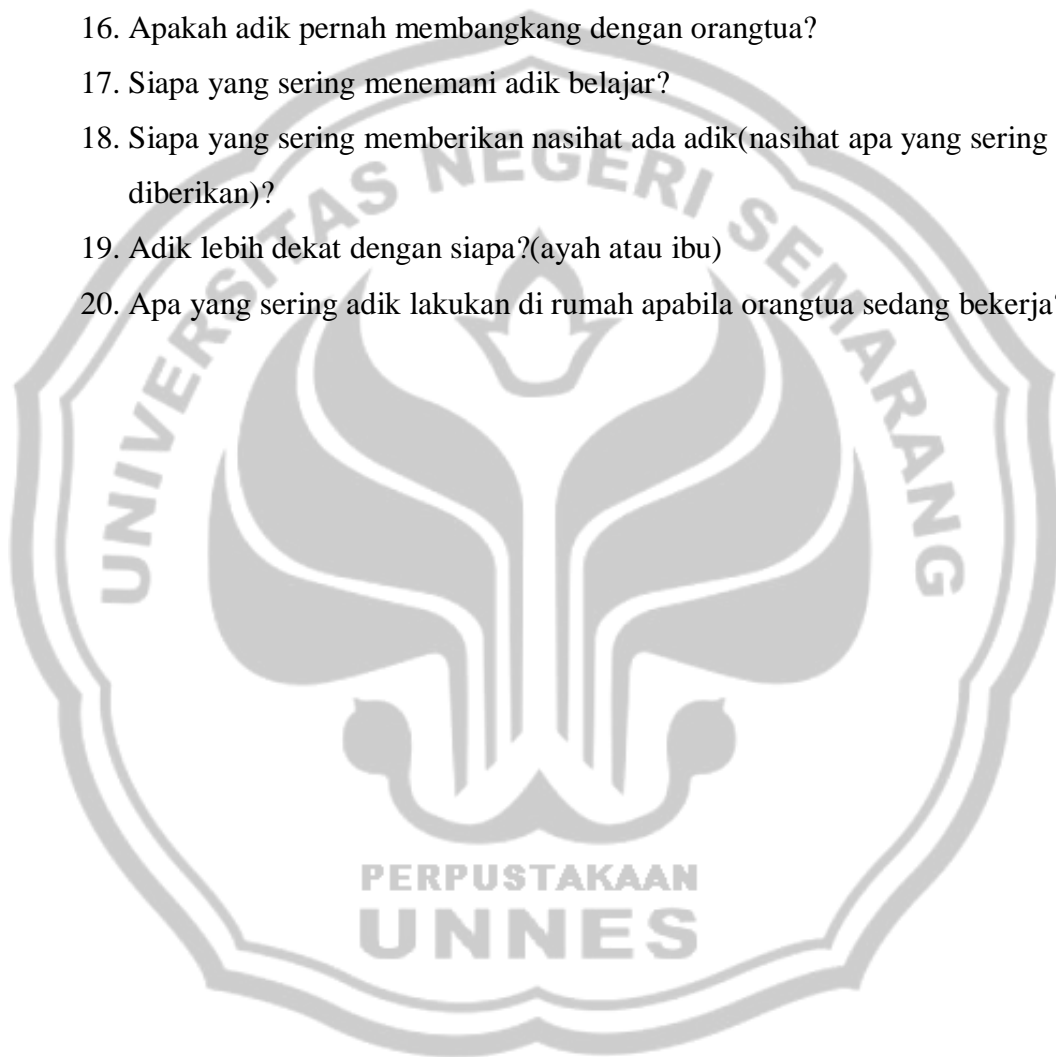 16. Apakah adik pernah membangkang dengan orangtua?
17. Siapa yang sering menemani adik belajar?
18. Siapa yang sering memberikan nasihat ada adik(nasihat apa yang sering
diberikan)?
19. Adik lebih dekat dengan siapa?(ayah atau ibu)
20. Apa yang sering adik lakukan di rumah apabila orangtua sedang bekerja?
UNIVERSITAS NEGERI SEMARANG
PERPUSTAKAAN
UNNES